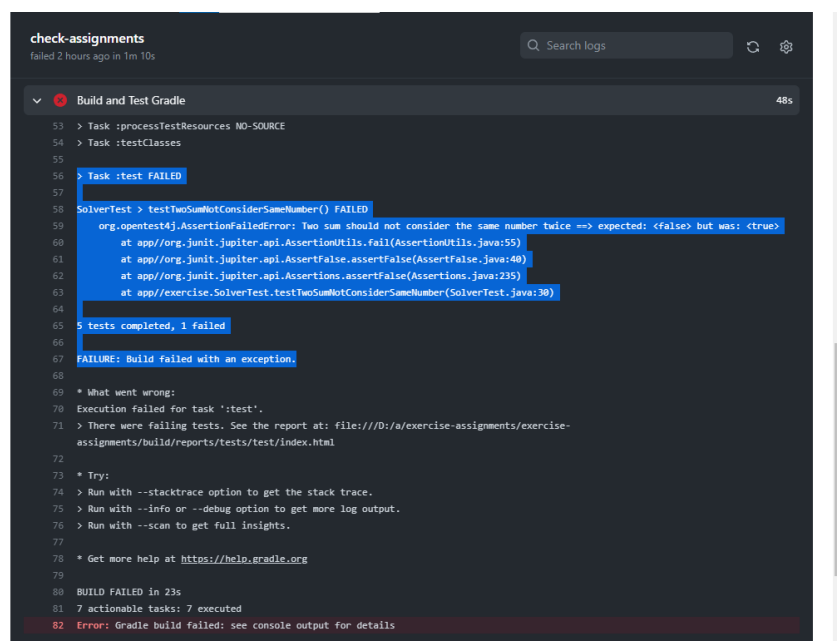 check-assignments
failed 2 hours ago in 1m 10s
Search logs
Build and Test Gradle 48s
53 > Task :processTestResources NO-SOURCE
54 > Task :testClasses
55
56 > Task :test FAILED
57
58 SolverTest > testTwoSumNotConsiderSameNumber() FAILED
59 org.opentest4j.AssertionFailedError: Two sum should not consider the same number twice ==> expected: <false> but was: <true>
60 at app//org.junit.jupiter.api.AssertionUtils.fail(AssertionUtils.java:55)
61 at app//org.junit.jupiter.api.AssertFalse.assertFalse(AssertFalse.java:40)
62 at app//org.junit.jupiter.api.Assertions.assertFalse(Assertions.java:235)
63 at app//exercise.SolverTest.testTwoSumNotConsiderSameNumber(SolverTest.java:30)
64
65 5 tests completed, 1 failed
66
67 FAILURE: Build failed with an exception.
68
69 * What went wrong:
70 Execution failed for task ':test'.
71 > There were failing tests. See the report at: file:///D:/a/exercise-assignments/exercise-
assignments/build/reports/tests/test/index.html
72
73 * Try:
74 > Run with --stacktrace option to get the stack trace.
75 > Run with --info or --debug option to get more log output.
76 > Run with --scan to get full insights.
77
78 * Get more help at https://help.gradle.org
79
80 BUILD FAILED in 23s
81 7 actionable tasks: 7 executed
82 Error: Gradle build failed: see console output for details